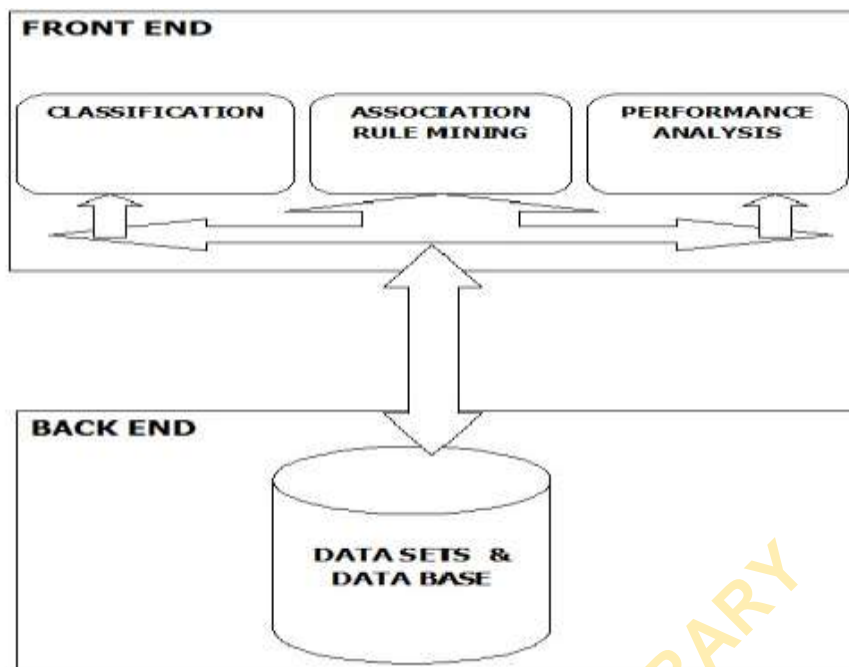 FRONT END
CLASSIFICATION
ASSOCIATION
RULE MINING
PERFORMANCE
ANALYSIS
BACK END
DATA SETS &
DATA BASE